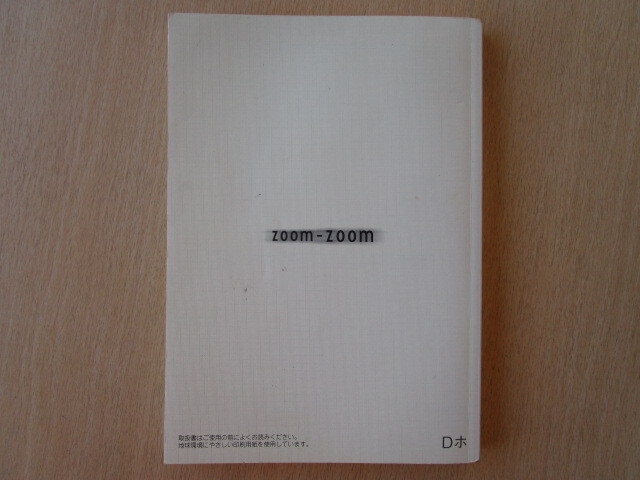 zoom-zoom
取扱書はご使用の前によくお読みください。
地球環境にやさしい印刷用紙を使用しています。
Dホ